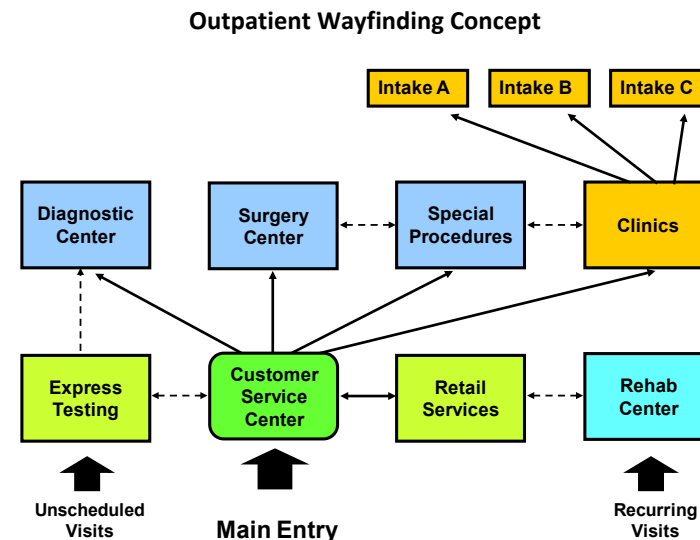 Outpatient Wayfinding Concept
Intake A
Intake B
Intake C
Diagnostic
Center
Surgery
Center
Special
Procedures
Clinics
Express
Testing
Customer
Service
Center
Retail
Services
Rehab
Center
Unscheduled
Visits
Main Entry
Recurring
Visits